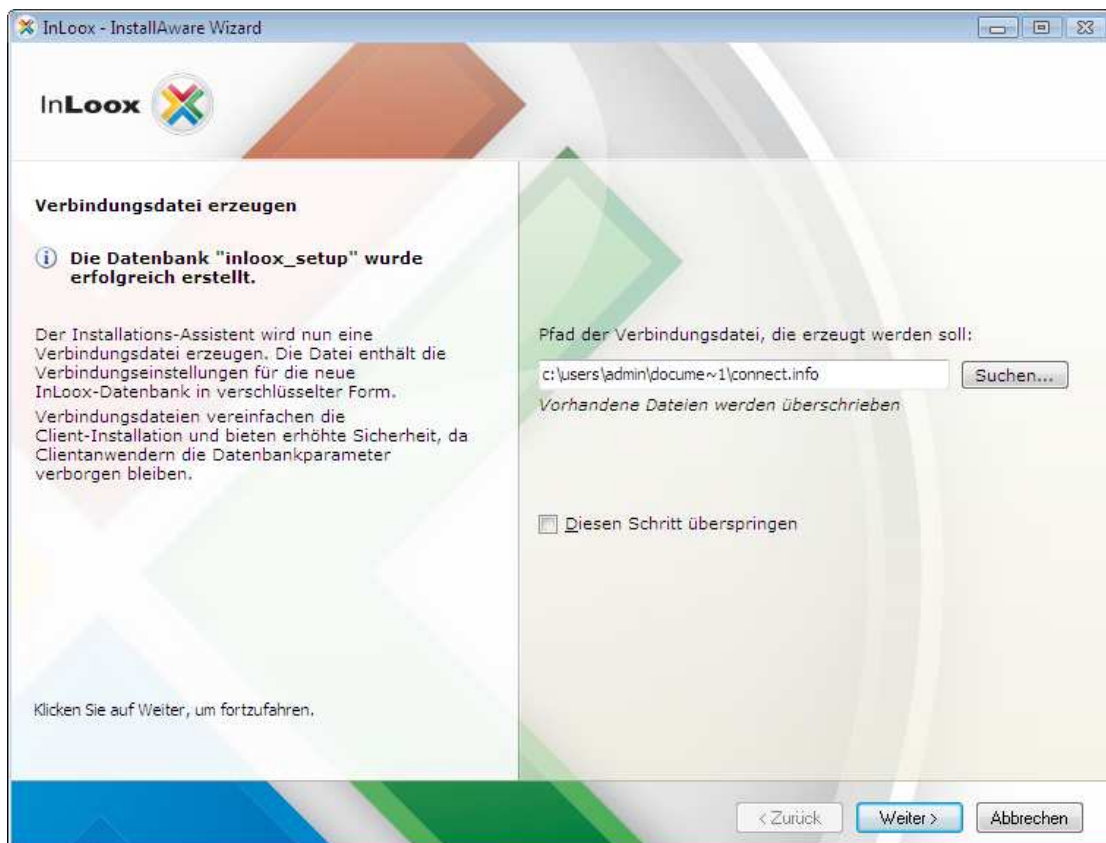 InLoox - InstallAware Wizard
InLoox
Verbindungsdatei erzeugen
Die Datenbank "inloox_setup" wurde
erfolgreich erstellt.
Der Installations-Assistent wird nun eine
Verbindungsdatei erzeugen. Die Datei enthält die
Verbindungseinstellungen für die neue
InLoox-Datenbank in verschlüsselter Form.
Verbindungsdateien vereinfachen die
Client-Installation und bieten erhöhte Sicherheit, da
Clientanwendern die Datenbankparameter
verborgen bleiben.
Klicken Sie auf Weiter, um fortzufahren.
Pfad der Verbindungsdatei, die erzeugt werden soll:
c:\users\admin\docume~1\connect.info
Suchen...
Vorhandene Dateien werden überschrieben
Diesen Schritt überspringen
< Zurück
Weiter >
Abbrechen